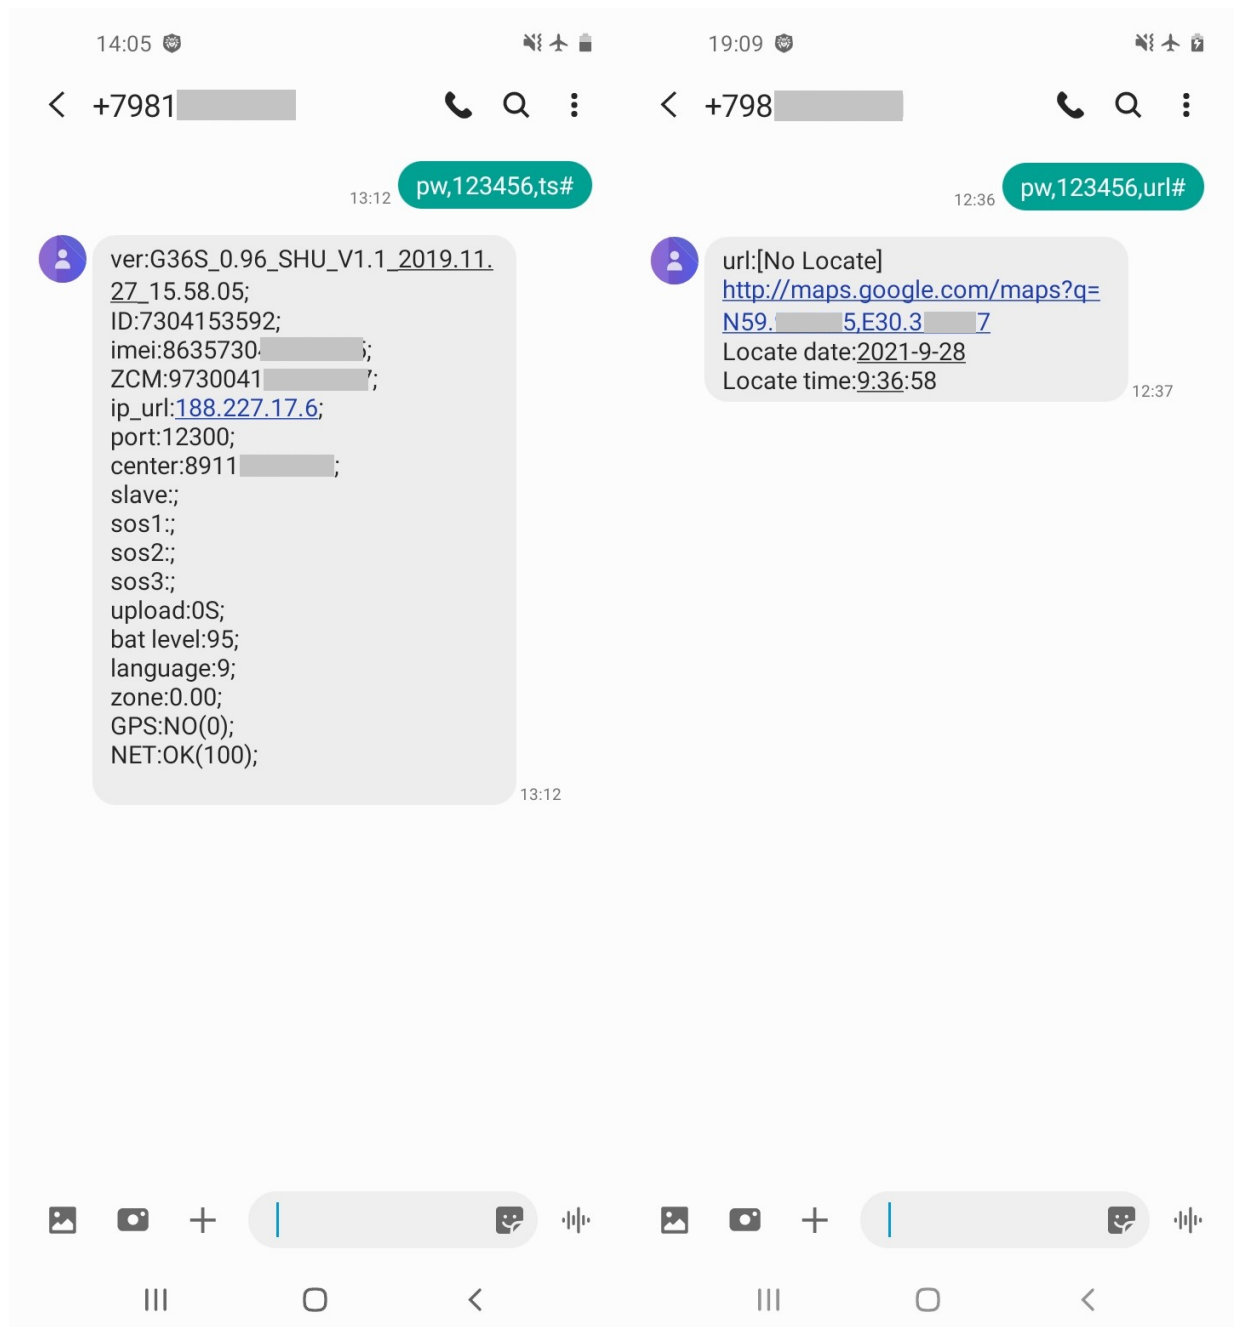 14:05
+7981
pw,123456,ts#
13:12
ver:G36S_0.96_SHU_V1.1_2019.11.
27_15.58.05;
ID:7304153592;
imei:8635730
ZCM:9730041 ;
ip_url:188.227.17.6;
port:12300;
center:8911 ;
slave:;
sos1:;
sos2:;
sos3:;
upload:0S;
bat level:95;
language:9;
zone:0.00;
GPS:NO(0);
NET:OK(100);
13:12
19:09
+798
pw,123456,url#
12:36
url:[No Locate]
http://maps.google.com/maps?q=
N59. 5,E30.3 7
Locate date:2021-9-28
Locate time:9:36:58
12:37